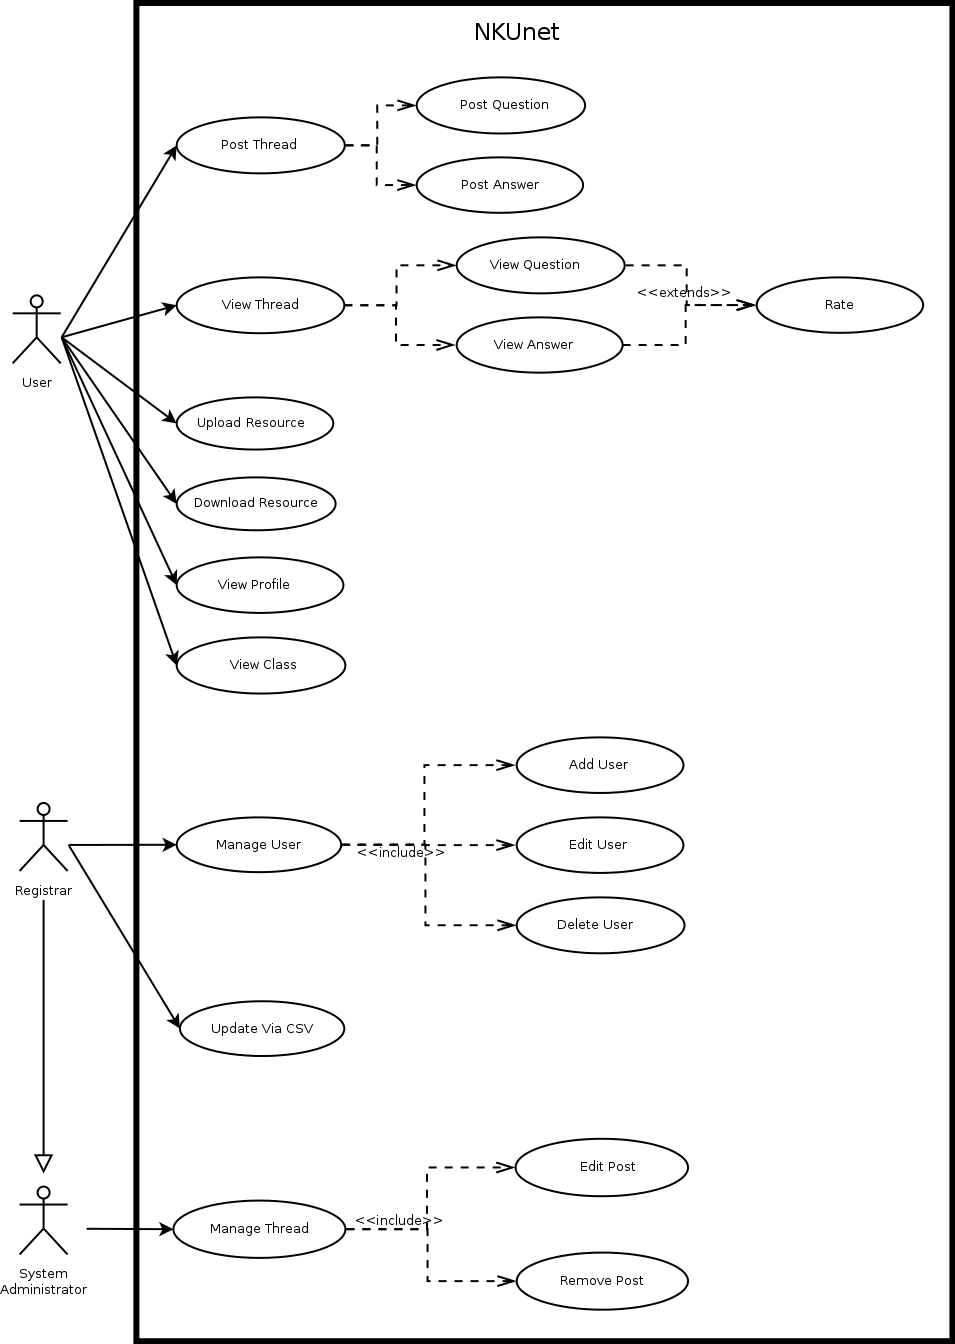 NKUnet
Post Question
Post Thread
Post Answer
View Question
<<extends>>
View Thread
Rate
View Answer
User
Upload Resource
Download Resource
View Profile
View Class
Add User
Manage User
<<include>>
Edit User
Registrar
Delete User
Update Via CSV
Edit Post
<<include>>
Manage Thread
System
Administrator
Remove Post